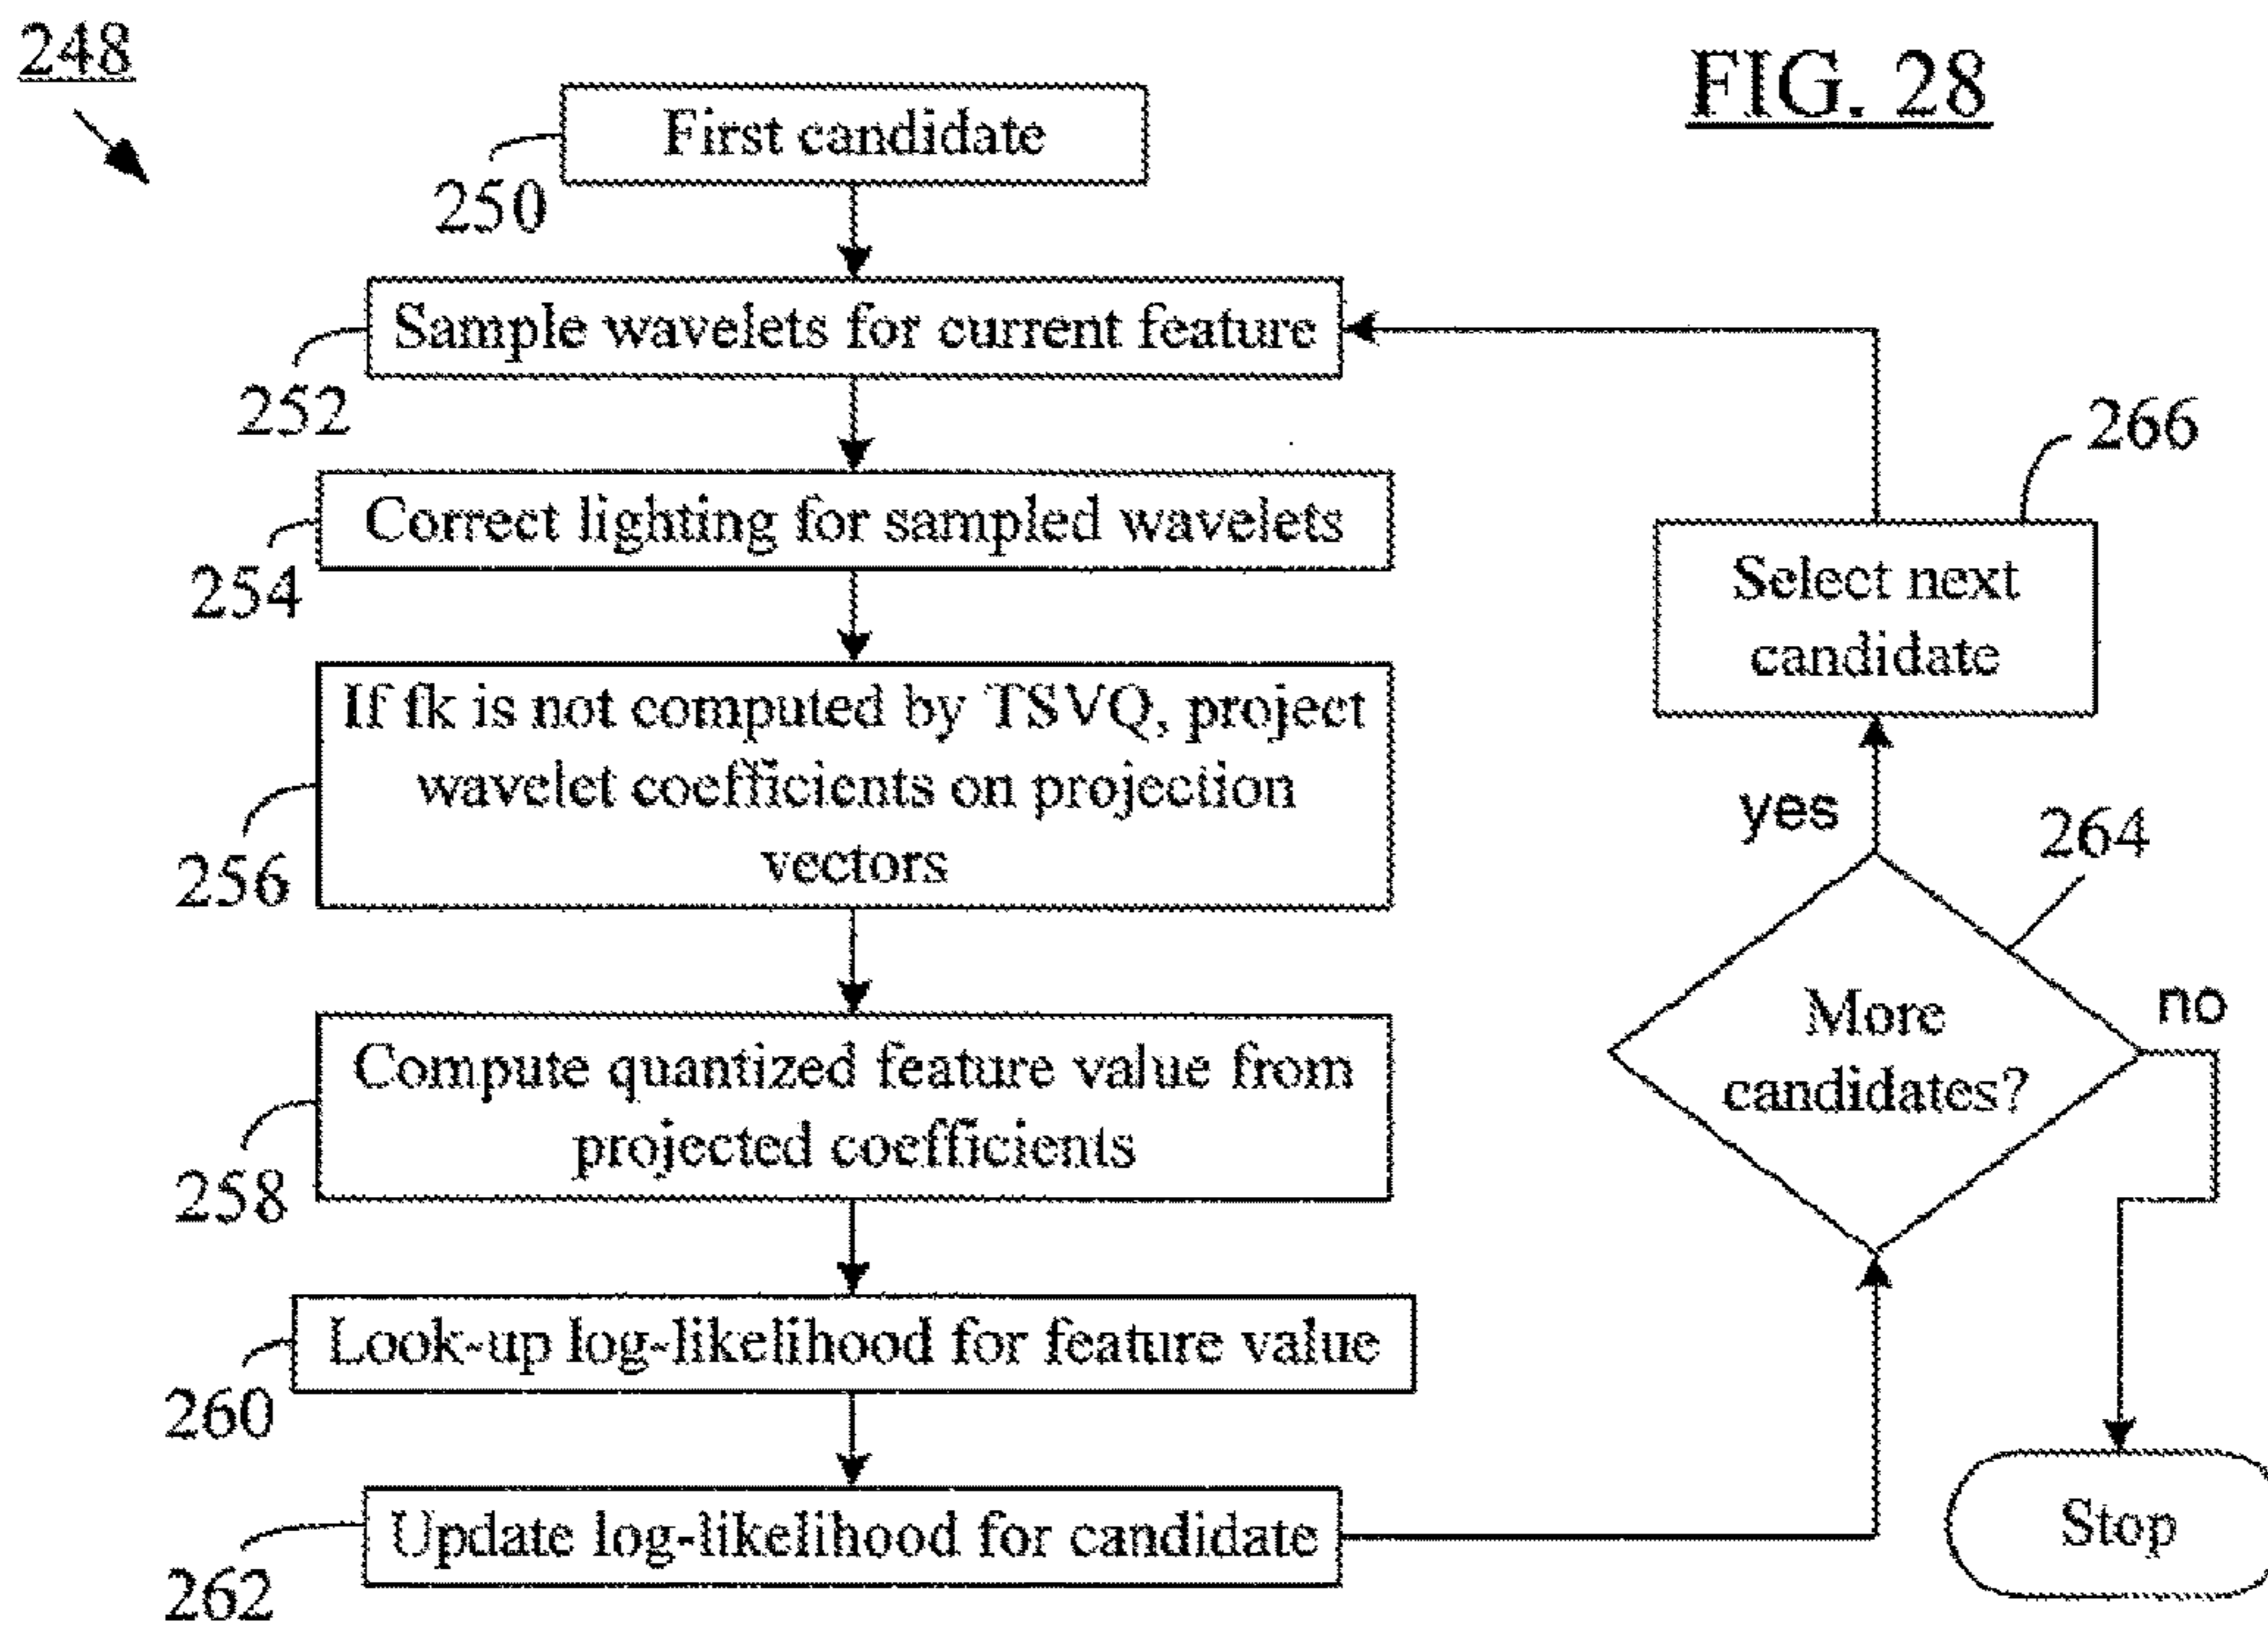 248
FIG. 28
First candidate
250
Sample wavelets for current feature
252
266
Correct lighting for sampled wavelets
254
Select next
candidate
If fk is not computed by TSVQ, project
wavelet coefficients on projection
vectors
256
yes
264
More
candidates?
no
Compute quantized feature value from
projected coefficients
258
Look-up log-likelihood for feature value
260
Update log-likelihood for candidate
262
Stop